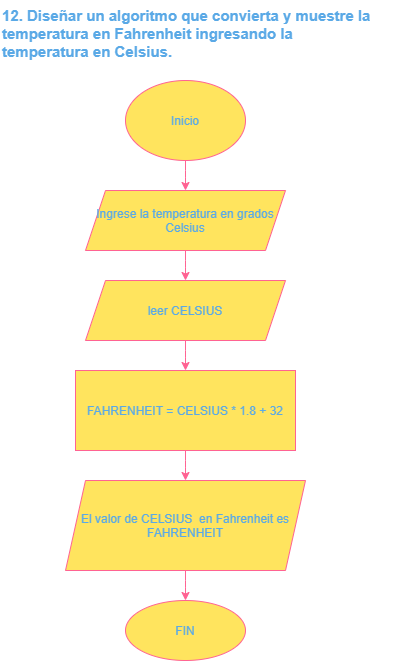 12. Diseñar un algoritmo que convierta y muestre la
temperatura en Fahrenheit ingresando la
temperatura en Celsius.
Inicio
Ingrese la temperatura en grados
Celsius
leer CELSIUS
FAHRENHEIT = CELSIUS * 1.8 + 32
El valor de CELSIUS  en Fahrenheit es
FAHRENHEIT
FIN